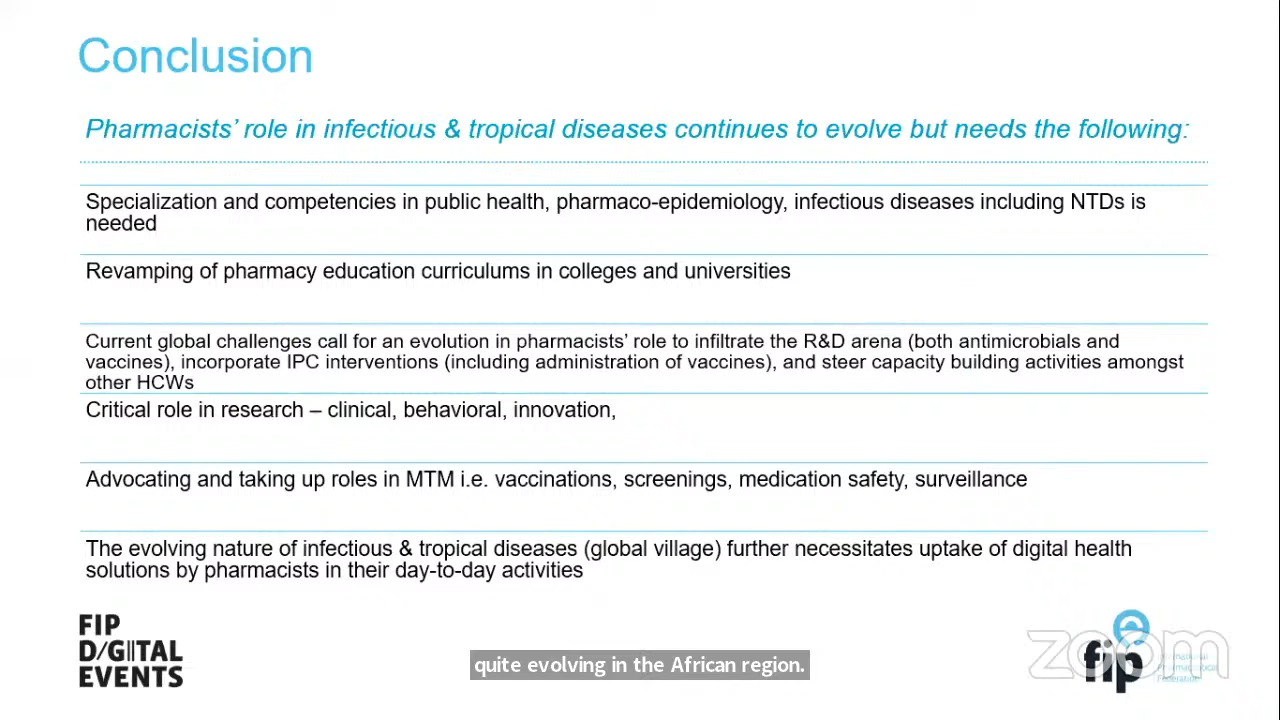 Conclusion
Pharmacists’ role in infectious & tropical diseases continues to evolve but needs the following:
Specialization and competencies in public health, pharmaco-epidemiology, infectious diseases including NTDs is
needed
Revamping of pharmacy education curriculums in colleges and universities
Current global challenges call for an evolution in pharmacists’ role to infiltrate the R&D arena (both antimicrobials and
vaccines), incorporate IPC interventions (including administration of vaccines), and steer capacity building activities amongst
other HCWs
Critical role in research – clinical, behavioral, innovation,
Advocating and taking up roles in MTM i.e. vaccinations, screenings, medication safety, surveillance
The evolving nature of infectious & tropical diseases (global village) further necessitates uptake of digital health
solutions by pharmacists in their day-to-day activities
FIP
D/GITAL
EVENTS
quite evolving in the African region.
zoom
fip
International
Pharmaceutical
Federation